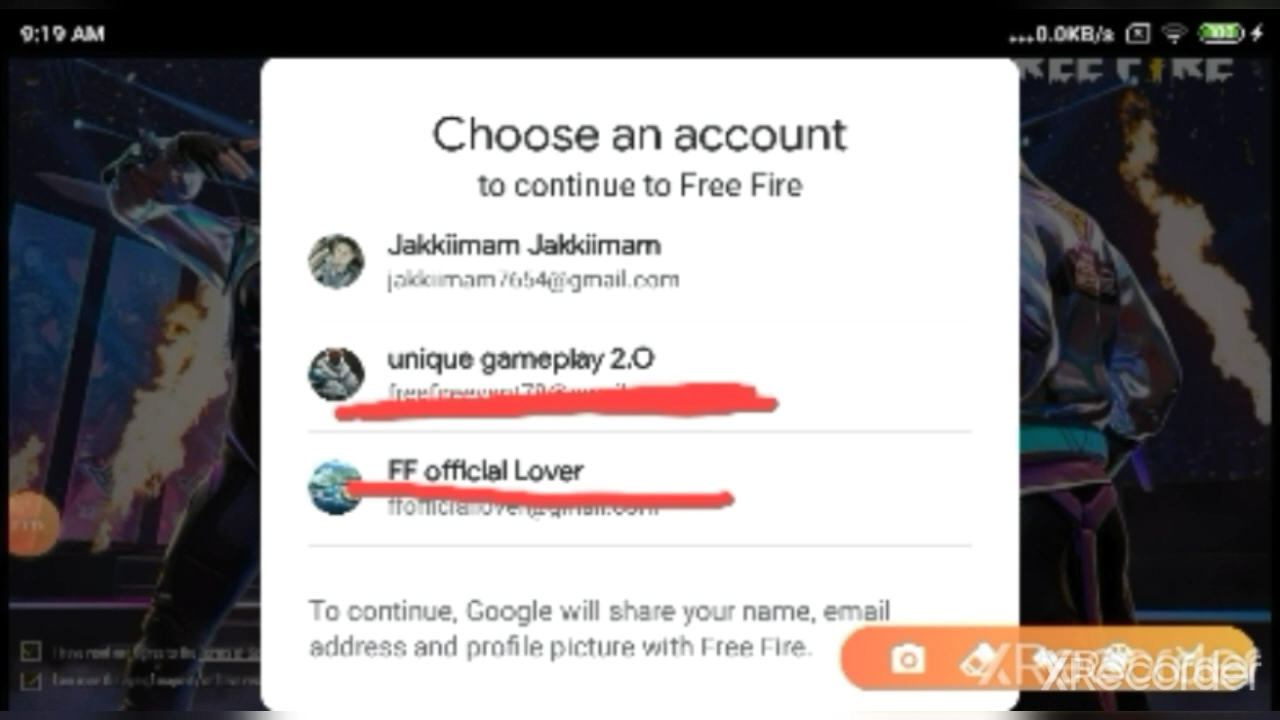 9:19 AM
...0.0KB/s
FREE FIRE
Choose an account
to continue to Free Fire
Jakkiimam Jakkiimam
jakkiimam7654@gmail.com
unique gameplay 2.O
FF official Lover
To continue, Google will share your name, email
address and profile picture with Free Fire.
XRecorder